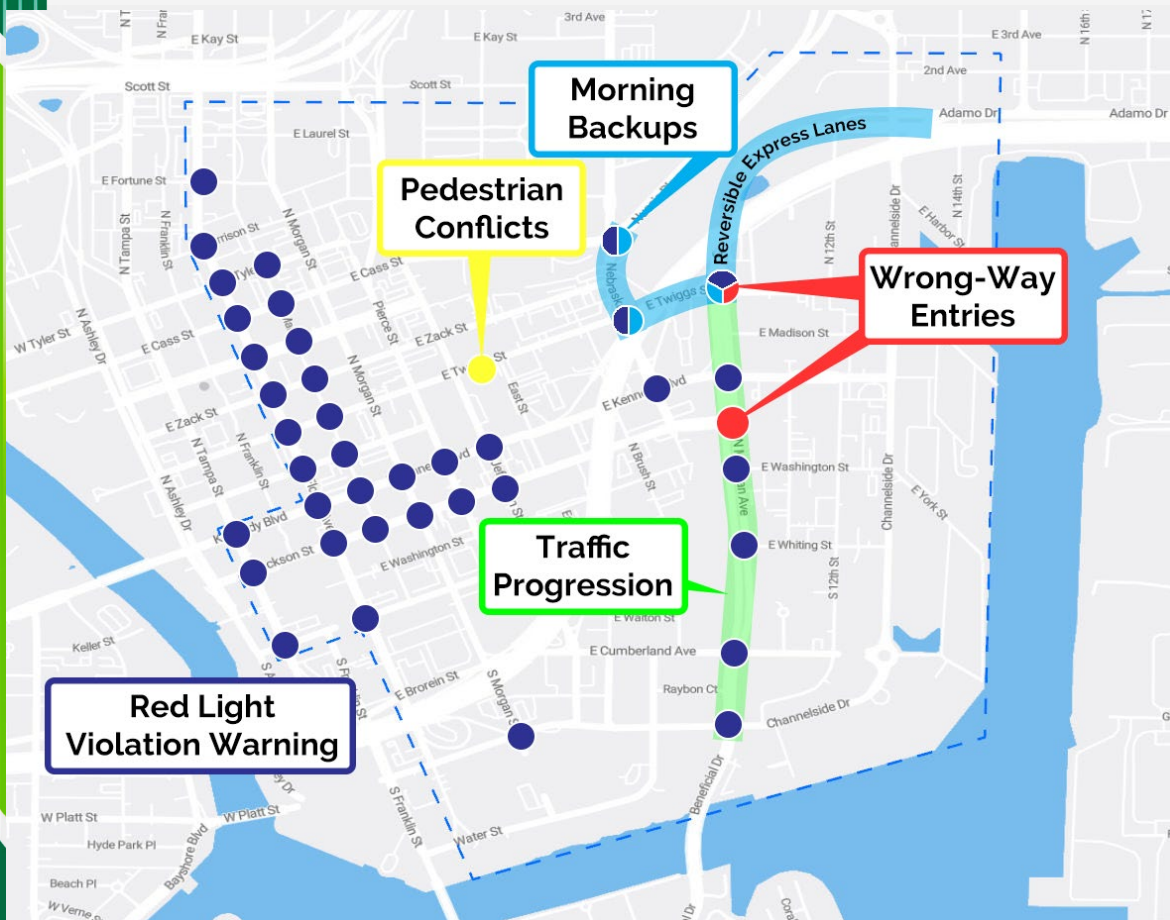 3rd Ave
E Kay St
E Kay St
E 3rd Ave
N 16th St
N 17
Scott St
Scott St
2nd Ave
Morning
Backups
Adamo Dr
Adamo Dr
E Laurel St
Reversible Express Lanes
E Fortune St
Pedestrian
Conflicts
N 14th St
E Harbor St
N Tampa St
N Franklin St
N Morgan St
E Cass St
12th St
Wrong-Way
Entries
E Twiggs S
N Ashley Dr
W Tyler St
E Cass St
Pierce St
E Zack St
E Madison St
N Morgan St
East St
E Zack St
N Tampa St
N Franklin St
N Ashley Dr
N Brush St
E Washington St
Channelside Dr
E York St
E Washington St
Traffic
Progression
E Whiting St
S 12th St
E Walton St
Keller St
E Cumberland Ave
E Brorein St
S Morgan S
Raybon Ct
Channelside Dr
Red Light
Violation Warning
S Franklin St
Beneficial Dr
W Platt St
W Platt St
Water St
Hyde Park Pl
Bayshore Blvd
Beach Pl
W Verne S